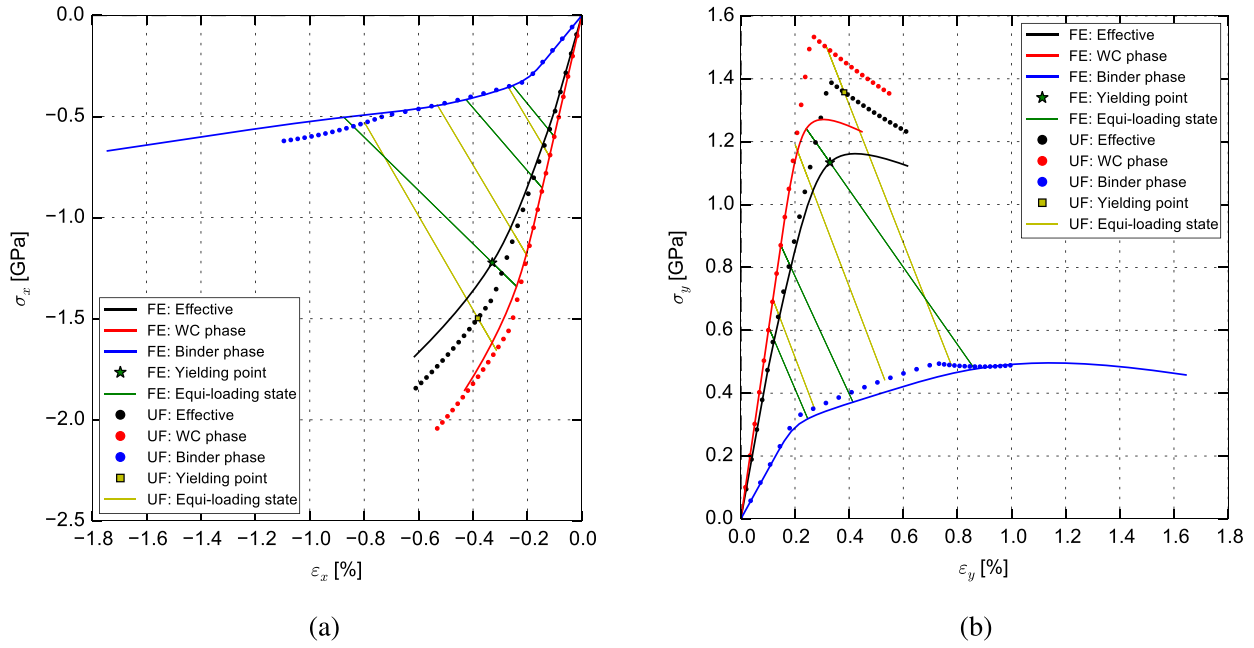 0.0
−0.5
−1.0
−1.5
−2.0
−2.5
σx [GPa]
−1.8 −1.6 −1.4 −1.2 −1.0 −0.8 −0.6 −0.4 −0.2 0.0
εx [%]
FE: Effective
FE: WC phase
FE: Binder phase
FE: Yielding point
FE: Equi-loading state
UF: Effective
UF: WC phase
UF: Binder phase
UF: Yielding point
UF: Equi-loading state
(a)
1.6
1.4
1.2
1.0
0.8
0.6
0.4
0.2
0.0
σy [GPa]
0.0 0.2 0.4 0.6 0.8 1.0 1.2 1.4 1.6 1.8
εy [%]
FE: Effective
FE: WC phase
FE: Binder phase
FE: Yielding point
FE: Equi-loading state
UF: Effective
UF: WC phase
UF: Binder phase
UF: Yielding point
UF: Equi-loading state
(b)